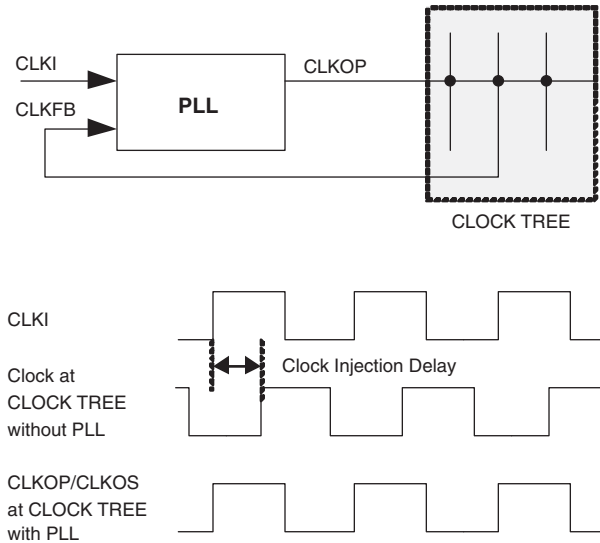 CLKI
CLKOP
CLKFB
PLL
CLOCK TREE
CLKI
Clock Injection Delay
Clock at
CLOCK TREE
without PLL
CLKOP/CLKOS
at CLOCK TREE
with PLL